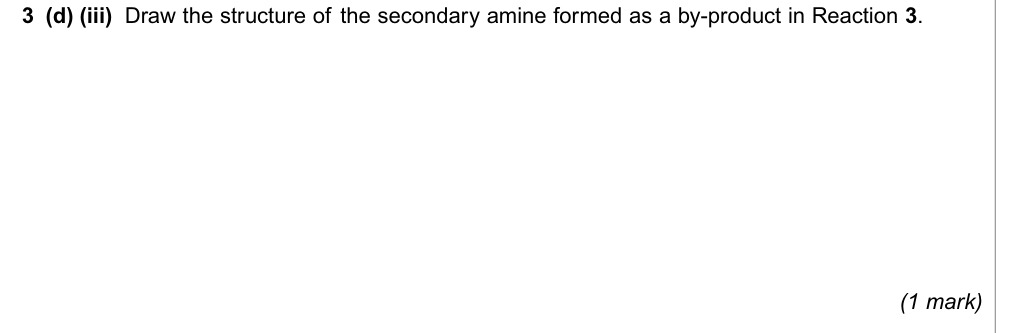 3 (d) (iii) Draw the structure of the secondary amine formed as a by-product in Reaction 3.
(1 mark)